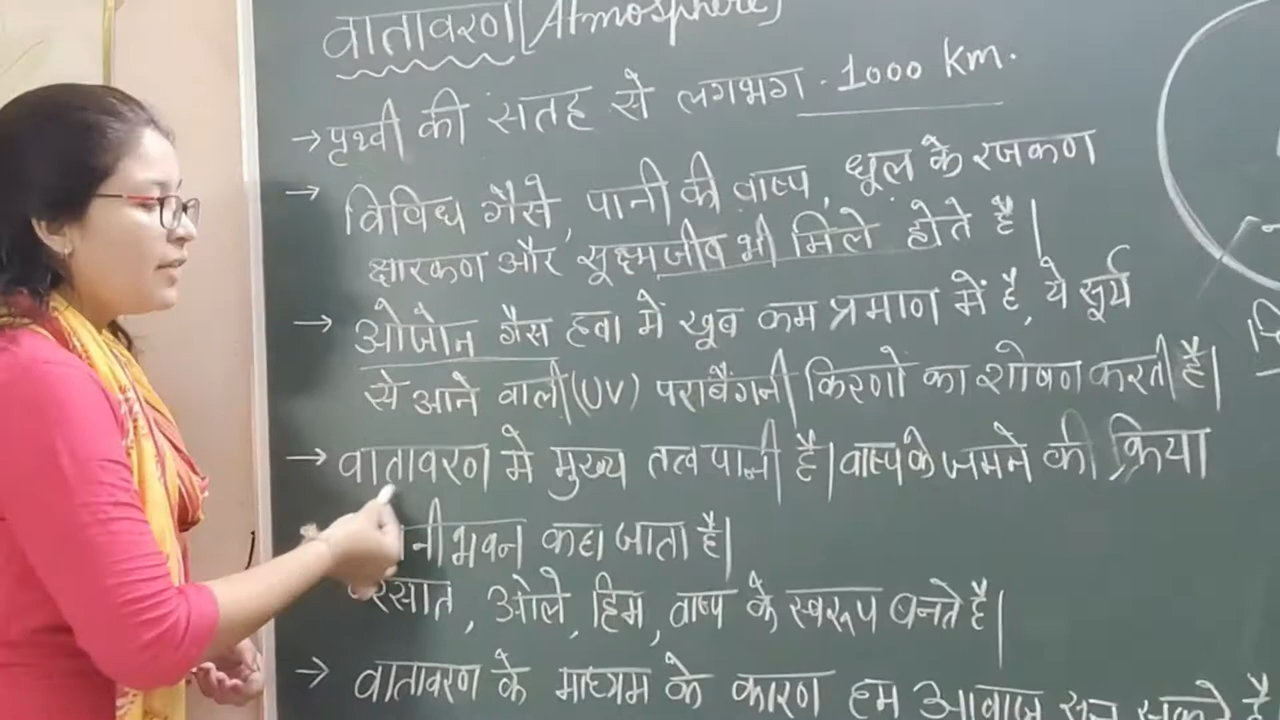 वातावरण [Atmosphere]
→ पृथ्वी की सतह से लगभग 1000 km.
→ विविध गैसे, पानी की वाष्प, धूल के रजकण
क्षारकण और सूक्ष्मजीव भी मिले होते है।
→ ओजोन गैस हवा में खूब कम प्रमाण में है, ये सूर्य
से आने वाली (UV) पराबैंगनी किरणो का शोषण करती है।
→ वातावरण मे मुख्य तत्व पानी है। वाष्प के जमने की क्रिया
नीभवन कहा जाता है।
रसात, ओले, हिम, वाष्प के स्वरूप बनते है।
→ वातावरण के माध्यम के कारण हम आवाज सुन सकते है